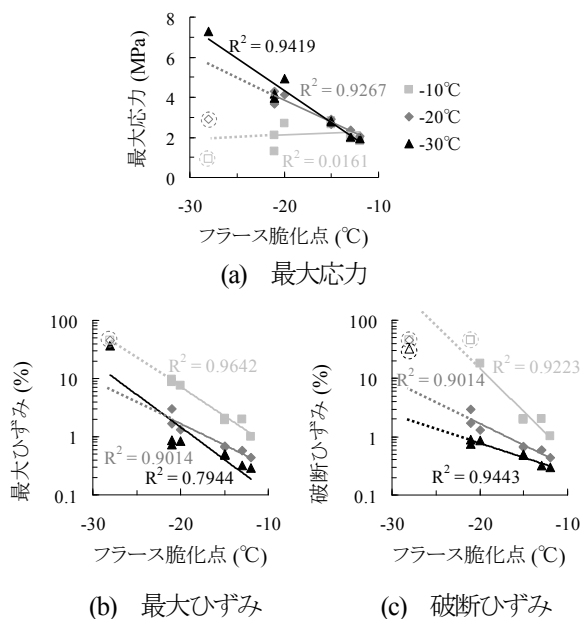 8
6
4
2
0
最大応力 (MPa)
R² = 0.9419
R² = 0.9267
R² = 0.0161
-10℃
-20℃
-30℃
-30 -20 -10
フラース脆化点 (℃)
(a) 最大応力
100
10
1
0.1
最大ひずみ (%)
R² = 0.9642
R² = 0.9014
R² = 0.7944
-30 -20 -10
フラース脆化点 (℃)
(b) 最大ひずみ
100
10
1
0.1
破断ひずみ (%)
R² = 0.9223
R² = 0.9014
R² = 0.9443
-30 -20 -10
フラース脆化点 (℃)
(c) 破断ひずみ